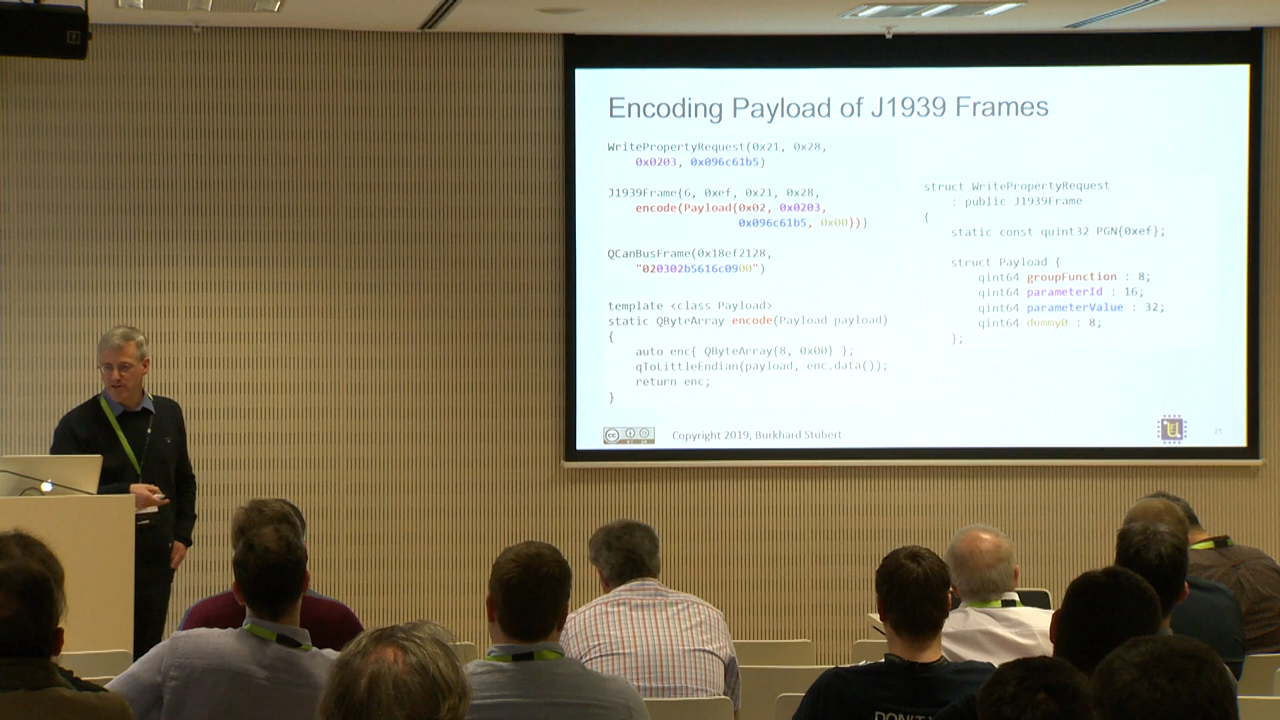 Encoding Payload of J1939 Frames
WritePropertyRequest(0x21, 0x28,
0x0203, 0x096c61b5)
J1939Frame(6, 0xef, 0x21, 0x28,
encode(Payload{0x02, 0x0203,
0x096c61b5, 0x00}))
QCanBusFrame(0x18ef2128,
"020302b5616c0900")
template <class Payload>
static QByteArray encode(Payload payload)
{
auto enc{ QByteArray{8, 0x00} };
qToLittleEndian(payload, enc.data());
return enc;
}
struct WritePropertyRequest
: public J1939Frame
{
static const quint32 PGN{0xef};
struct Payload {
qint64 groupFunction : 8;
qint64 parameterId : 16;
qint64 parameterValue : 32;
qint64 dummy0 : 8;
};
Copyright 2019, Burkhard Stubert